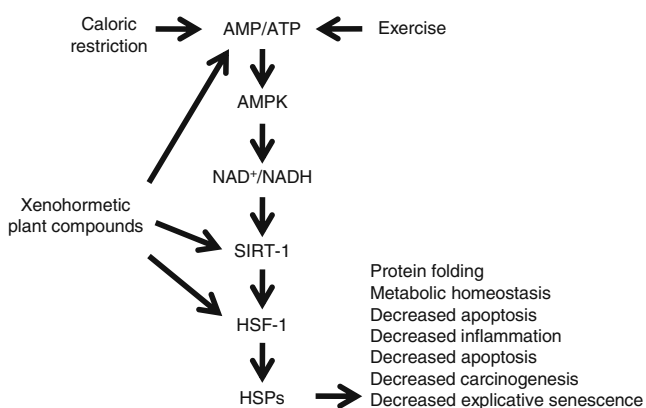 Caloric
restriction
AMP/ATP
Exercise
AMPK
NAD⁺/NADH
Xenohormetic
plant compounds
SIRT-1
HSF-1
HSPs
Protein folding
Metabolic homeostasis
Decreased apoptosis
Decreased inflammation
Decreased apoptosis
Decreased carcinogenesis
Decreased explicative senescence